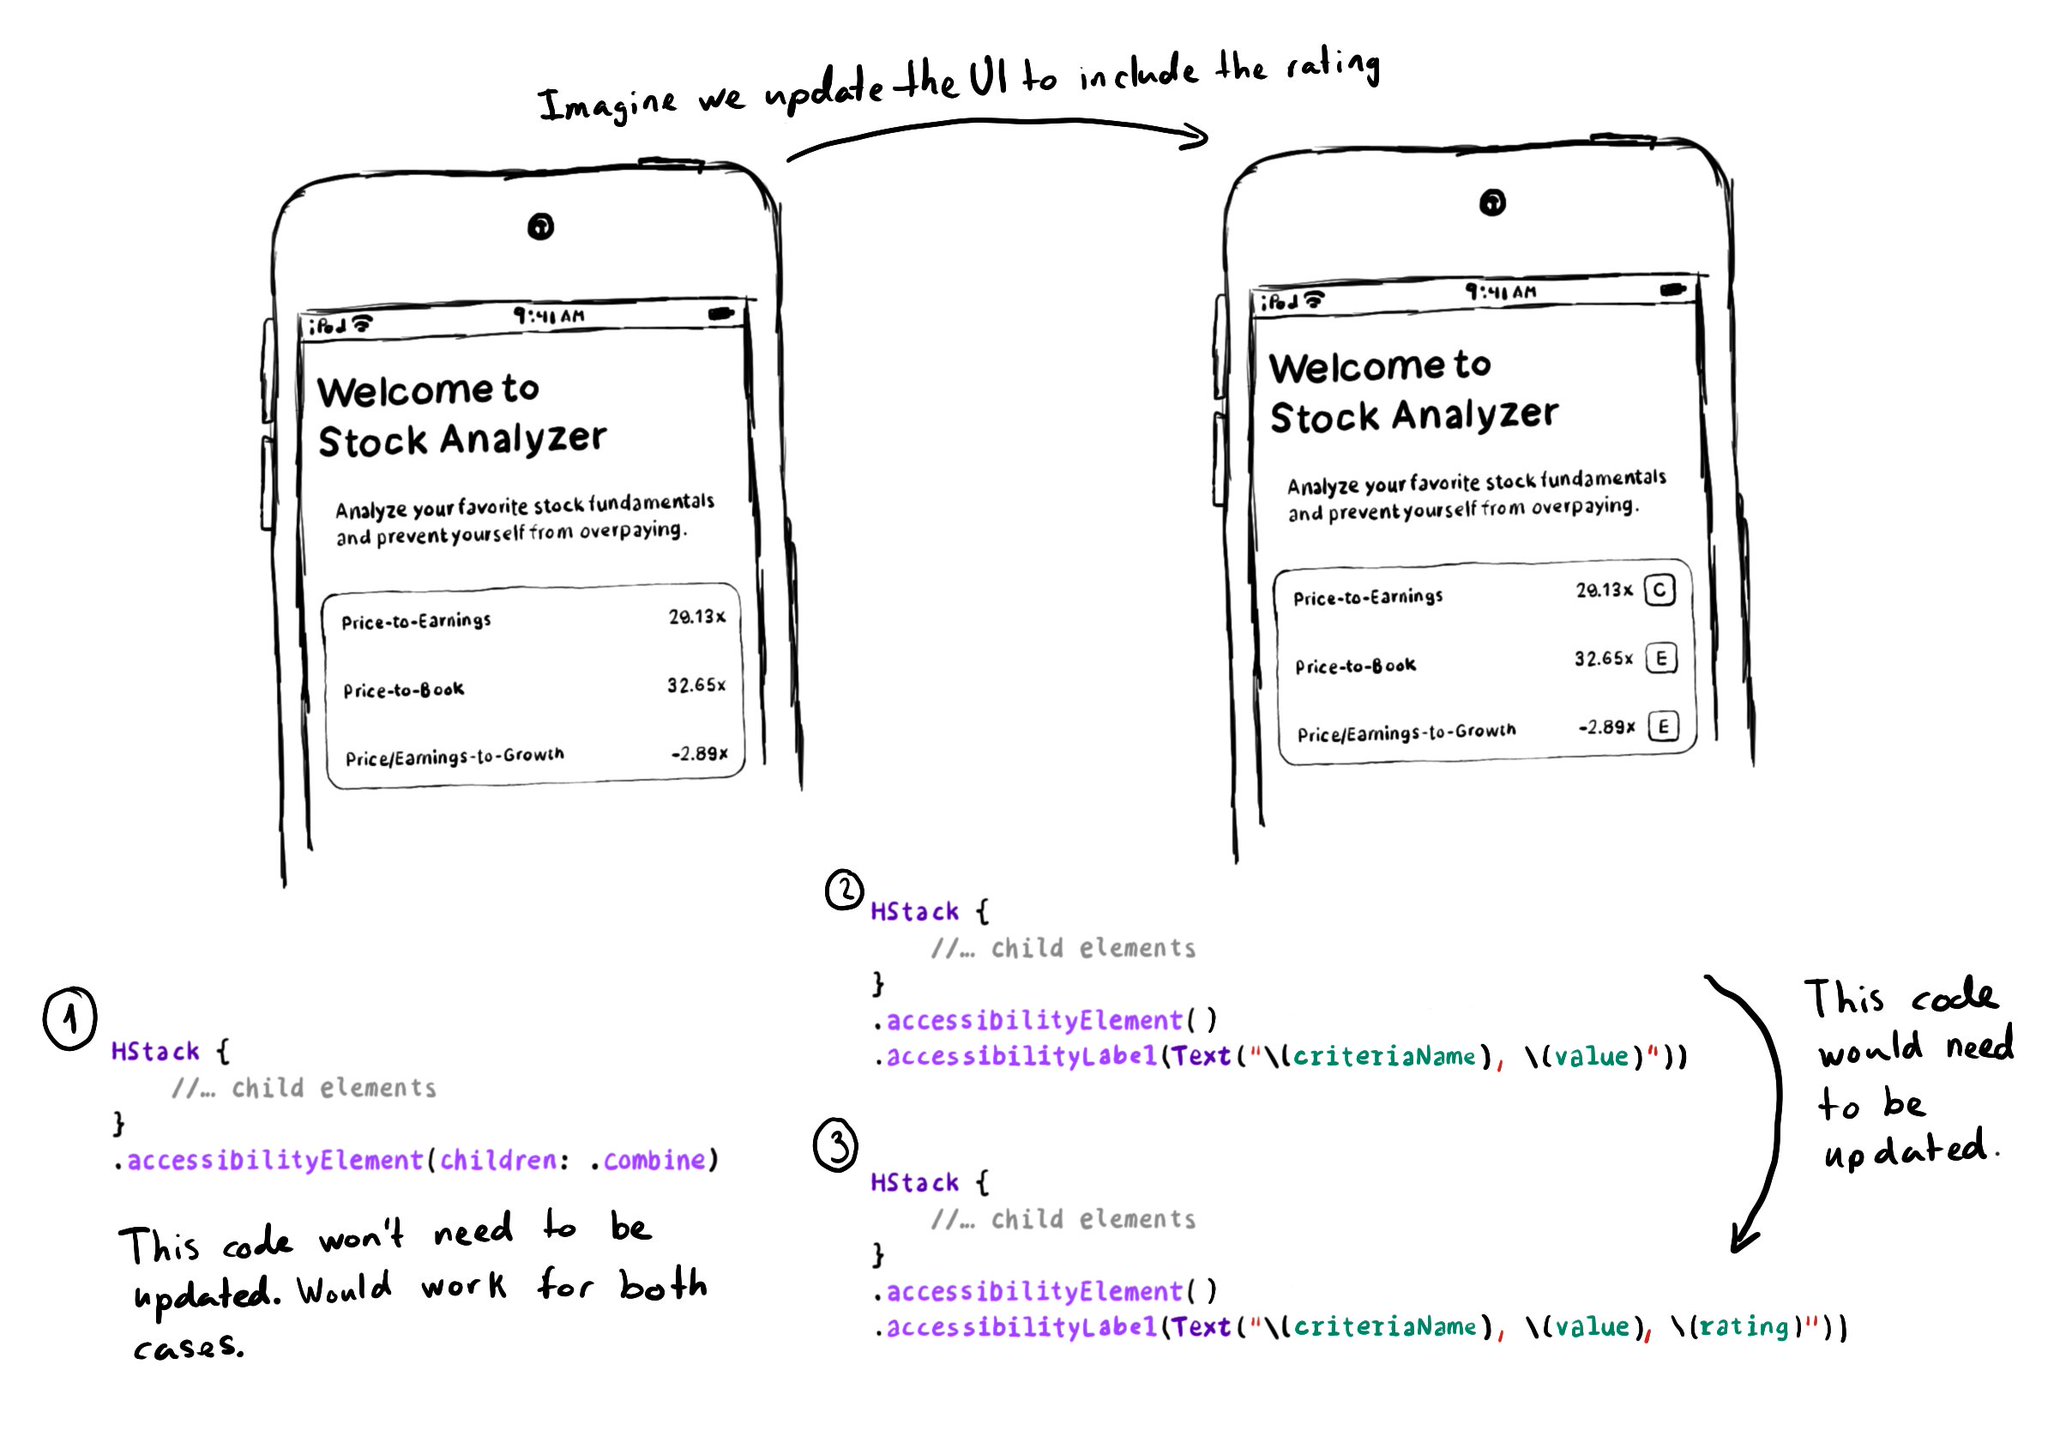 Imagine we update the UI to include the rating
iPod 9:41 AM
Welcome to
Stock Analyzer
Analyze your favorite stock fundamentals
and prevent yourself from overpaying.
Price-to-Earnings 29.13x
Price-to-Book 32.65x
Price/Earnings-to-Growth -2.89x
iPod 9:41 AM
Welcome to
Stock Analyzer
Analyze your favorite stock fundamentals
and prevent yourself from overpaying.
Price-to-Earnings 29.13x C
Price-to-Book 32.65x E
Price/Earnings-to-Growth -2.89x E
1
HStack {
//… child elements
}
.accessibilityElement(children: .combine)
This code won't need to be
updated. Would work for both
cases.
2
HStack {
//… child elements
}
.accessibilityElement()
.accessibilityLabel(Text("\(criteriaName), \(value)"))
3
HStack {
//… child elements
}
.accessibilityElement()
.accessibilityLabel(Text("\(criteriaName), \(value), \(rating)"))
This code
would need
to be
updated.